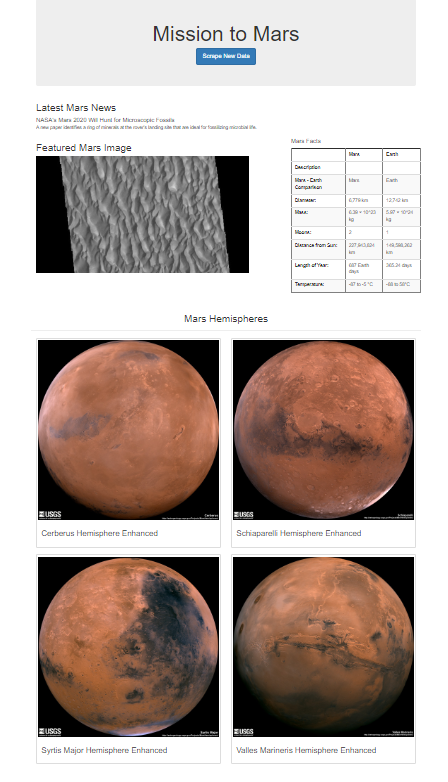 Mission to Mars
Scrape New Data
Latest Mars News
NASA's Mars 2020 Will Hunt for Microscopic Fossils
A new paper identifies a ring of minerals at the rover's landing site that are ideal for fossilizing microbial life.
Featured Mars Image
Mars Facts
Mars Earth
Description
Mars - Earth Comparison Mars Earth
Diameter: 6,779 km 12,742 km
Mass: 6.39 × 10^23 kg 5.97 × 10^24 kg
Moons: 2 1
Distance from Sun: 227,943,824 km 149,598,262 km
Length of Year: 687 Earth days 365.24 days
Temperature: -87 to -5 °C -88 to 58°C
Mars Hemispheres
USGS
Cerberus
Cerberus Hemisphere Enhanced
USGS
Schiaparelli
Schiaparelli Hemisphere Enhanced
USGS
Syrtis Major
Syrtis Major Hemisphere Enhanced
USGS
Valles Marineris
Valles Marineris Hemisphere Enhanced